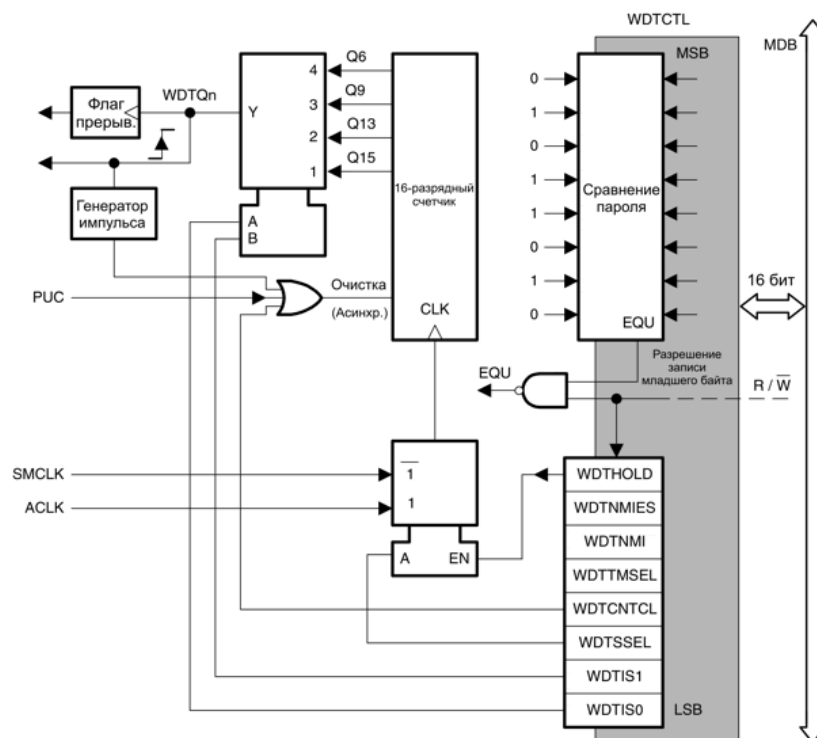 WDTCTL
MDB
MSB
Q6
Q9
Q13
Q15
4
3
2
1
Y
A
B
WDTQn
Флаг
прерыв.
Генератор
импульса
16-разрядный
счетчик
CLK
0
1
0
1
1
0
1
0
Сравнение
пароля
EQU
16 бит
PUC
Очистка
(Асинхр.)
EQU
Разрешение
записи
младшего байта
R / W
SMCLK
ACLK
1
1
A
EN
WDTHOLD
WDTNMIES
WDTNMI
WDTTMSEL
WDTCNTCL
WDTSSEL
WDTIS1
WDTIS0
LSB